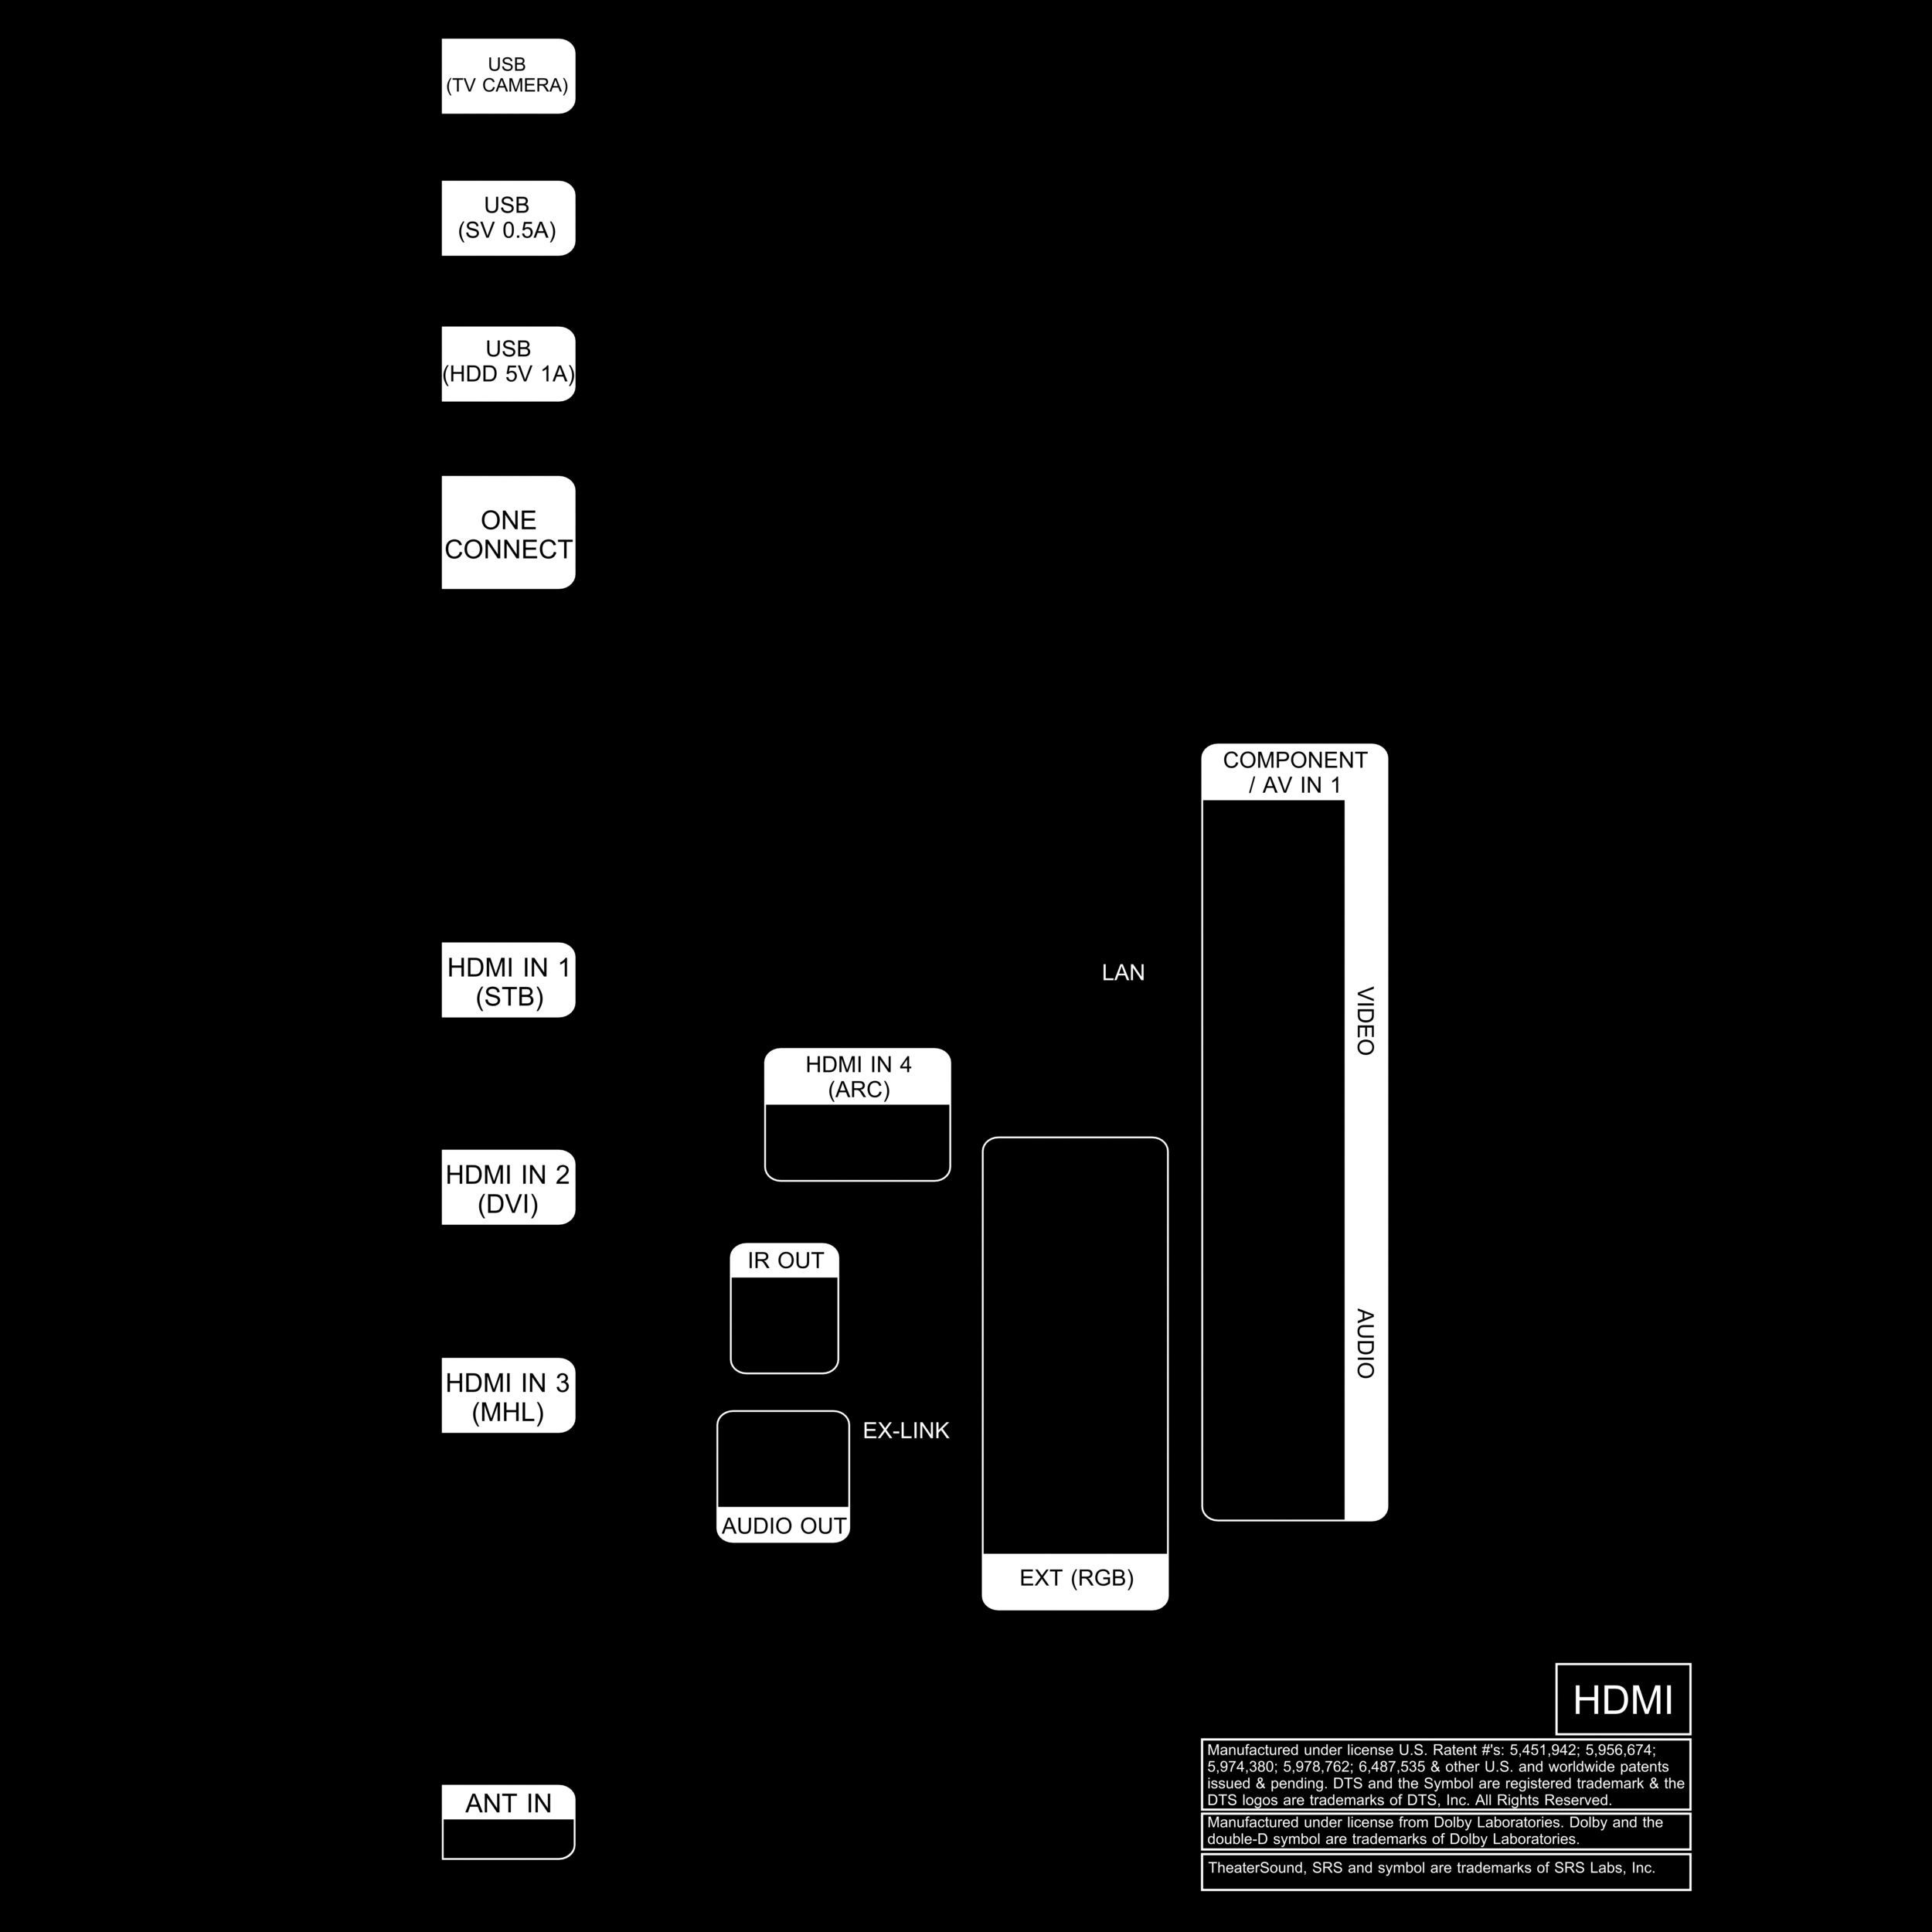 USB
(TV CAMERA)
USB
(SV 0.5A)
USB
(HDD 5V 1A)
ONE
CONNECT
HDMI IN 1
(STB)
HDMI IN 2
(DVI)
HDMI IN 3
(MHL)
ANT IN
HDMI IN 4
(ARC)
IR OUT
AUDIO OUT
EX-LINK
LAN
EXT (RGB)
COMPONENT
/ AV IN 1
VIDEO
AUDIO
HDMI
Manufactured under license U.S. Ratent #'s: 5,451,942; 5,956,674;
5,974,380; 5,978,762; 6,487,535 & other U.S. and worldwide patents
issued & pending. DTS and the Symbol are registered trademark & the
DTS logos are trademarks of DTS, Inc. All Rights Reserved.
Manufactured under license from Dolby Laboratories. Dolby and the
double-D symbol are trademarks of Dolby Laboratories.
TheaterSound, SRS and symbol are trademarks of SRS Labs, Inc.